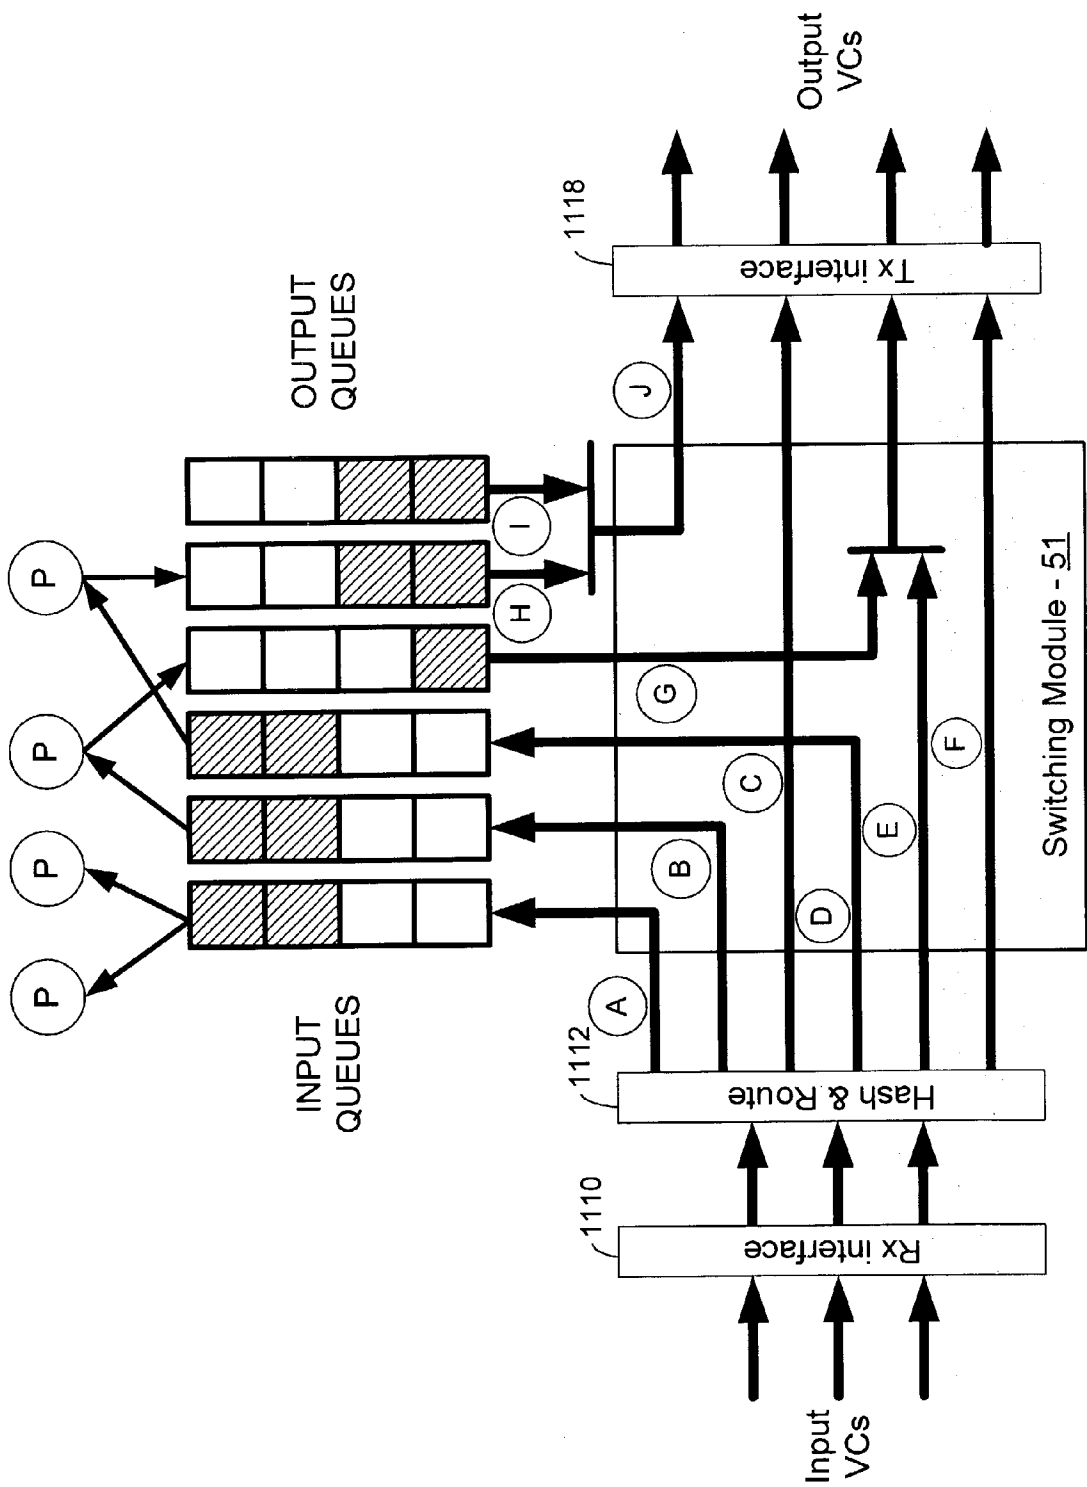 P
P
P
P
INPUT
QUEUES
OUTPUT
QUEUES
A
B
C
D
E
F
G
H
I
J
1110
1112
1118
Input
VCs
Rx interface
Hash & Route
Switching Module - 51
Tx interface
Output
VCs